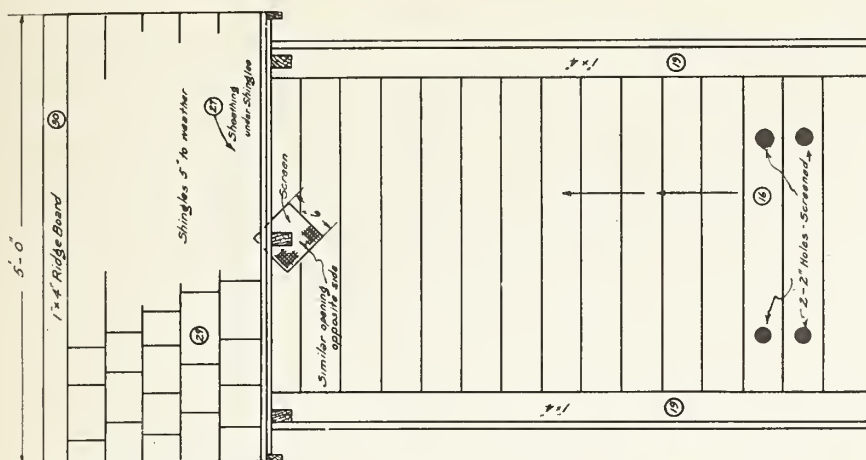 5'-0"
1"x4" Ridge Board
30
Shingles 5" to weather
27
Sheathing
under Shingles
29
Screen
6"
Similar opening
opposite side
1"x4"
19
1"x4"
19
16
2-2" Holes - Screened